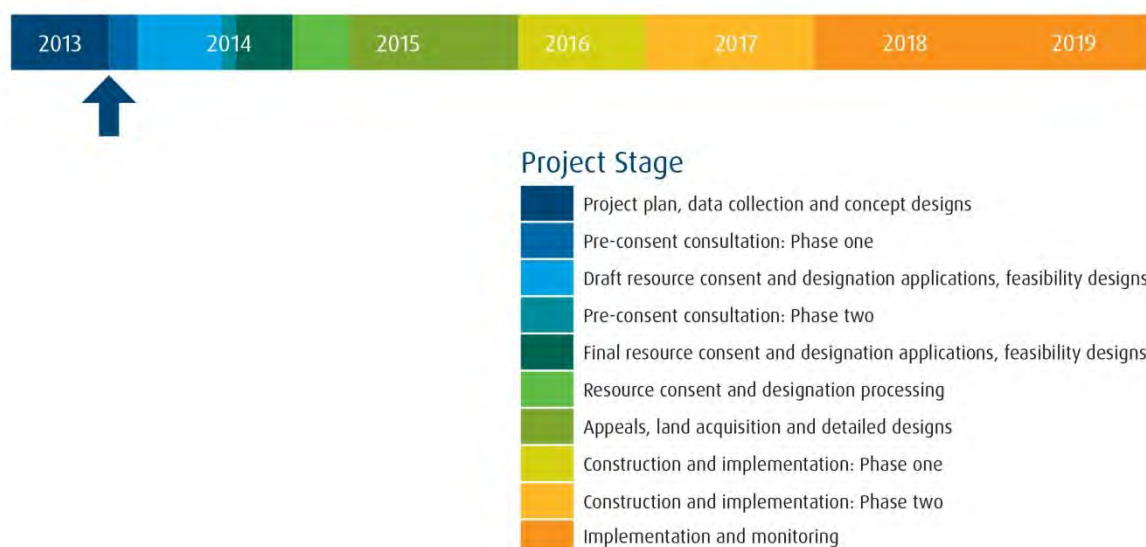 2013 2014 2015 2016 2017 2018 2019
Project Stage
Project plan, data collection and concept designs
Pre-consent consultation: Phase one
Draft resource consent and designation applications, feasibility designs
Pre-consent consultation: Phase two
Final resource consent and designation applications, feasibility designs
Resource consent and designation processing
Appeals, land acquisition and detailed designs
Construction and implementation: Phase one
Construction and implementation: Phase two
Implementation and monitoring